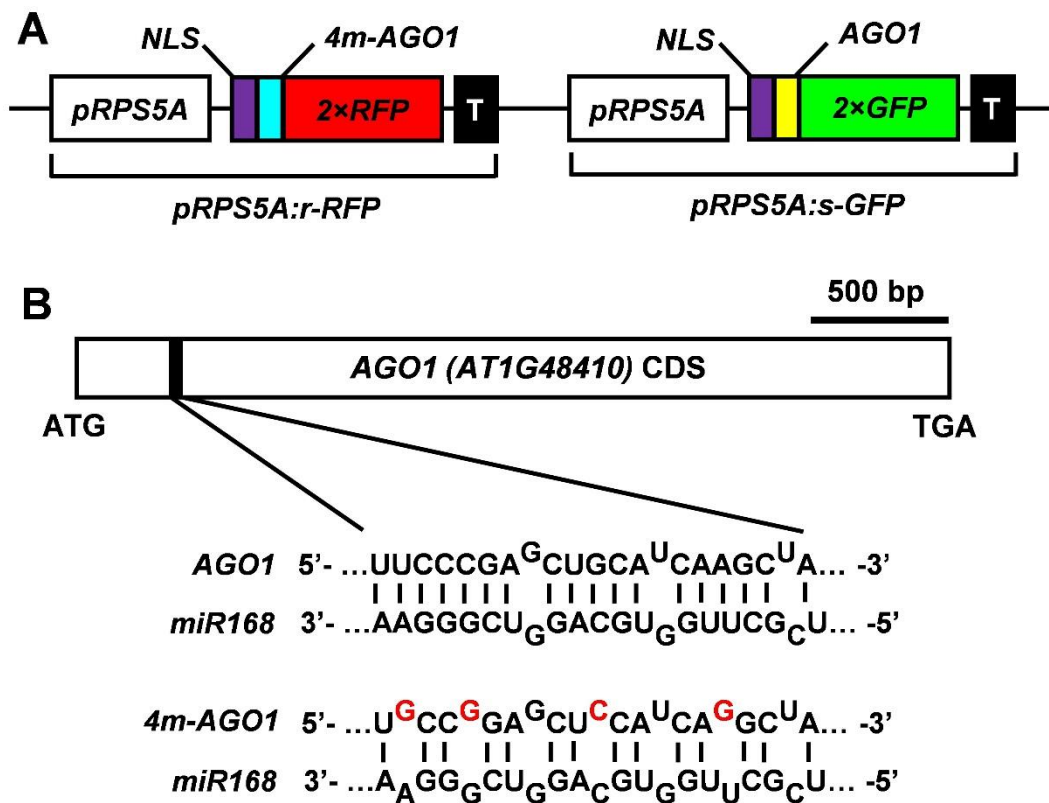 A
NLS 4m-AGO1 NLS AGO1
pRPS5A 2×RFP T pRPS5A 2×GFP T
pRPS5A:r-RFP pRPS5A:s-GFP
B
500 bp
AGO1 (AT1G48410) CDS
ATG TGA
AGO1 5’- ...UUCCCGAGCUGCAUCAAGCUA... -3’
miR168 3’- ...AAGGGCUGGACGUGGUUCGCU... -5’
4m-AGO1 5’- ...UGCCGGAGCUCCAUCAGGCUA... -3’
miR168 3’- ...AAGGGCUGGACGUGGUUCGCU... -5’